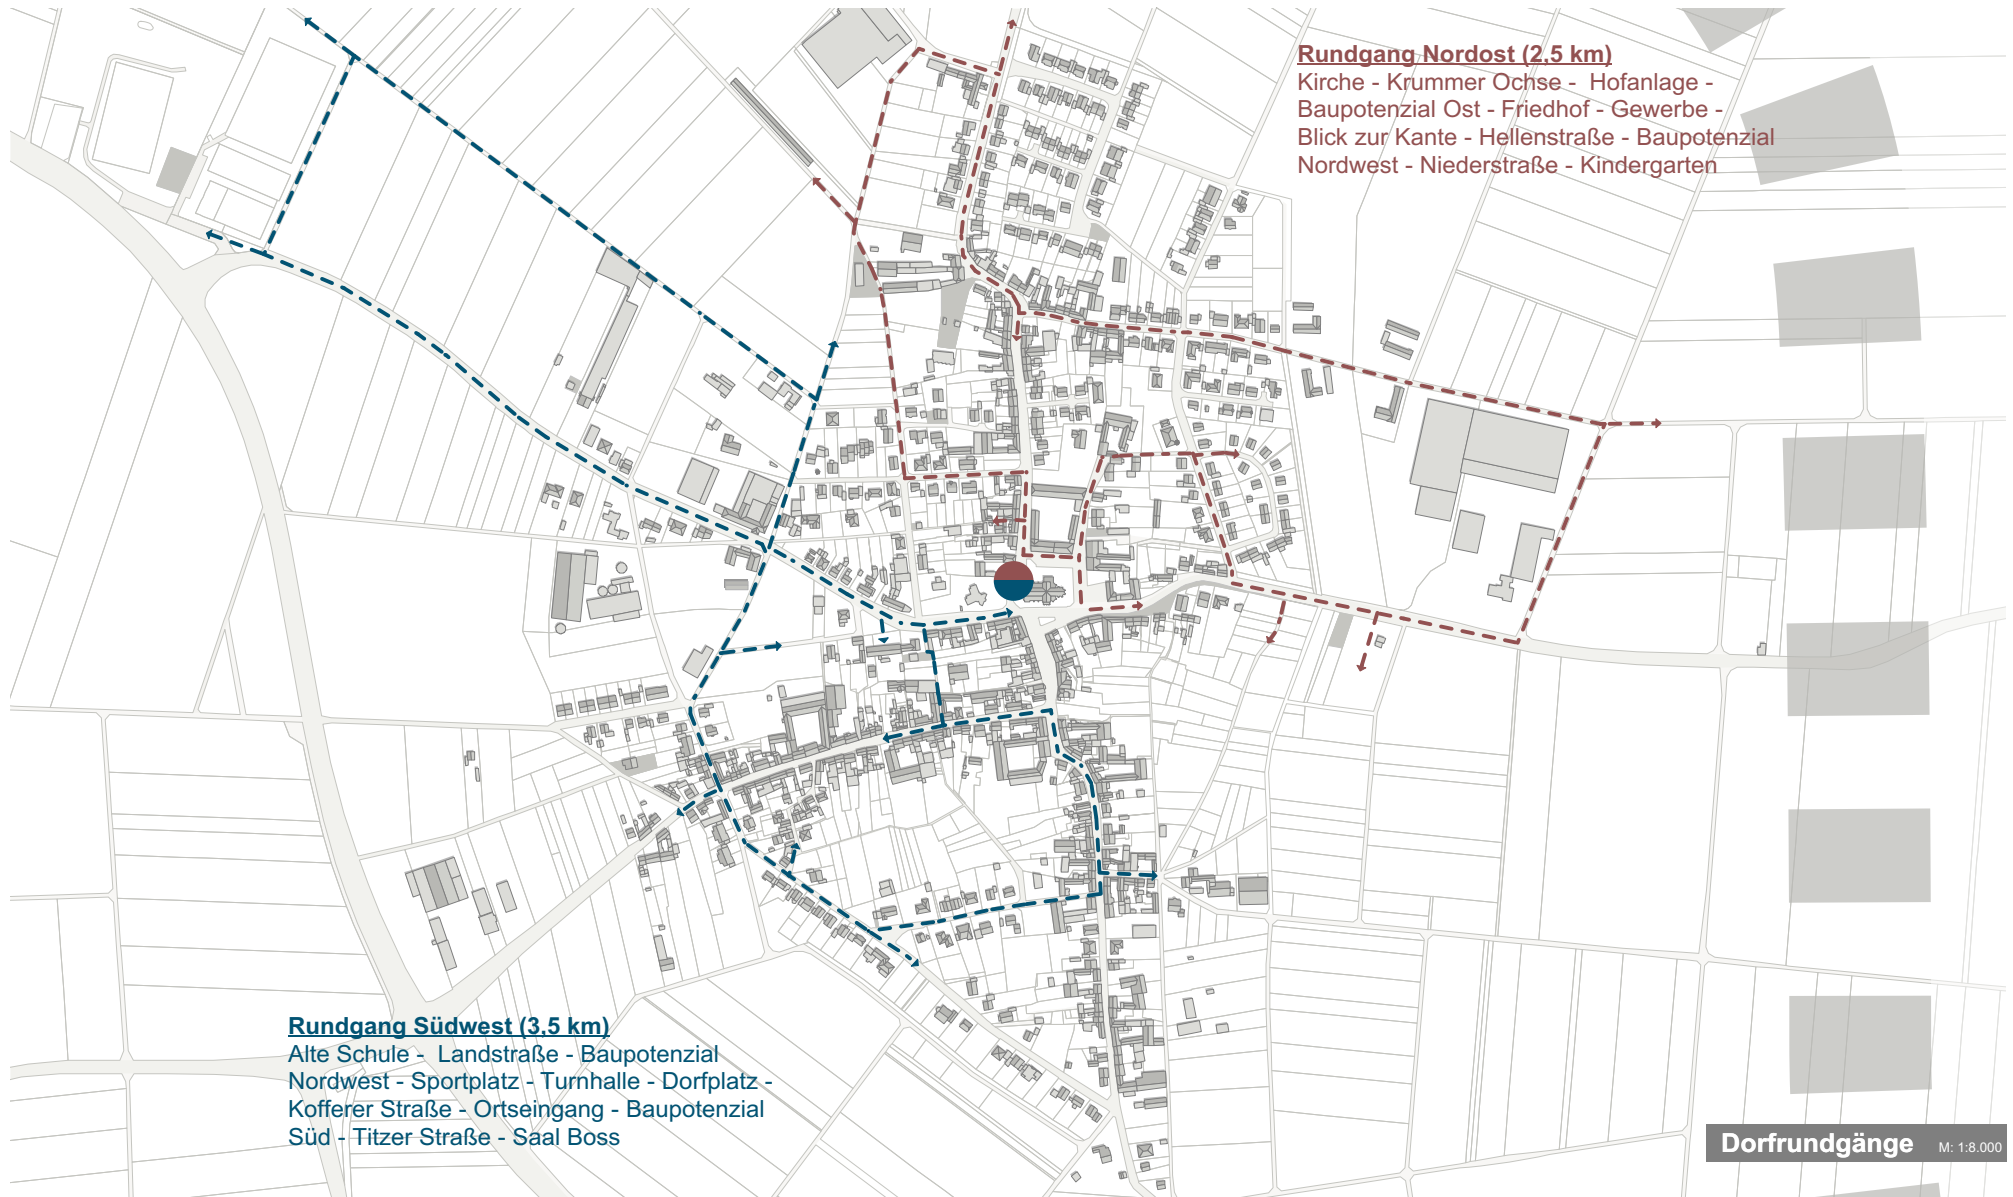 Rundgang Nordost (2,5 km)
Kirche - Krummer Ochse - Hofanlage -
Baupotenzial Ost - Friedhof - Gewerbe -
Blick zur Kante - Hellenstraße - Baupotenzial
Nordwest - Niederstraße - Kindergarten
Rundgang Südwest (3,5 km)
Alte Schule - Landstraße - Baupotenzial
Nordwest - Sportplatz - Turnhalle - Dorfplatz -
Kofferer Straße - Ortseingang - Baupotenzial
Süd - Titzer Straße - Saal Boss
Dorfrundgänge M: 1:8.000